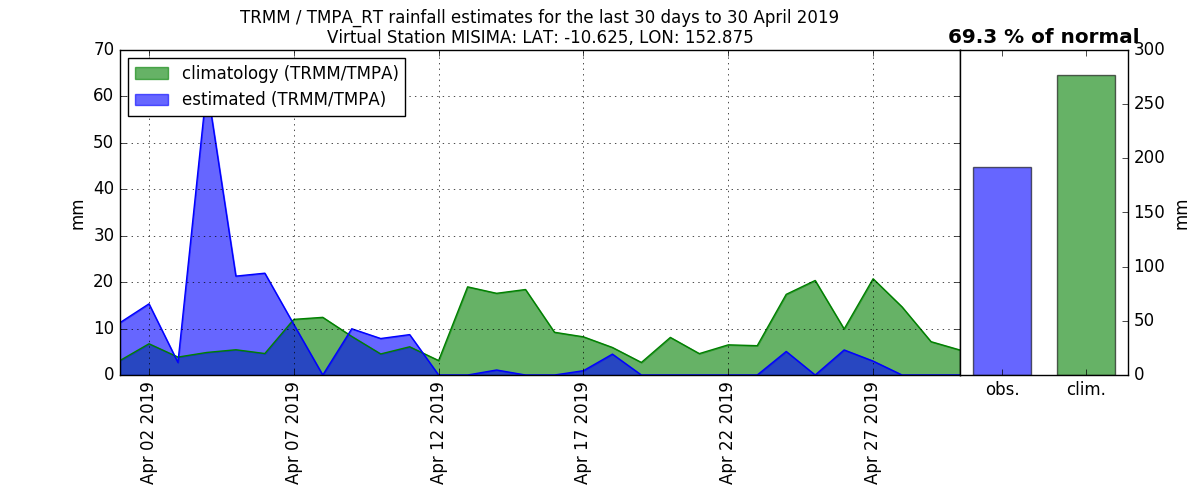 TRMM / TMPA_RT rainfall estimates for the last 30 days to 30 April 2019
Virtual Station MISIMA: LAT: -10.625, LON: 152.875
69.3 % of normal
climatology (TRMM/TMPA)
estimated (TRMM/TMPA)
70
60
50
40
30
20
10
0
mm
Apr 02 2019
Apr 07 2019
Apr 12 2019
Apr 17 2019
Apr 22 2019
Apr 27 2019
obs.
clim.
300
250
200
150
100
50
0
mm